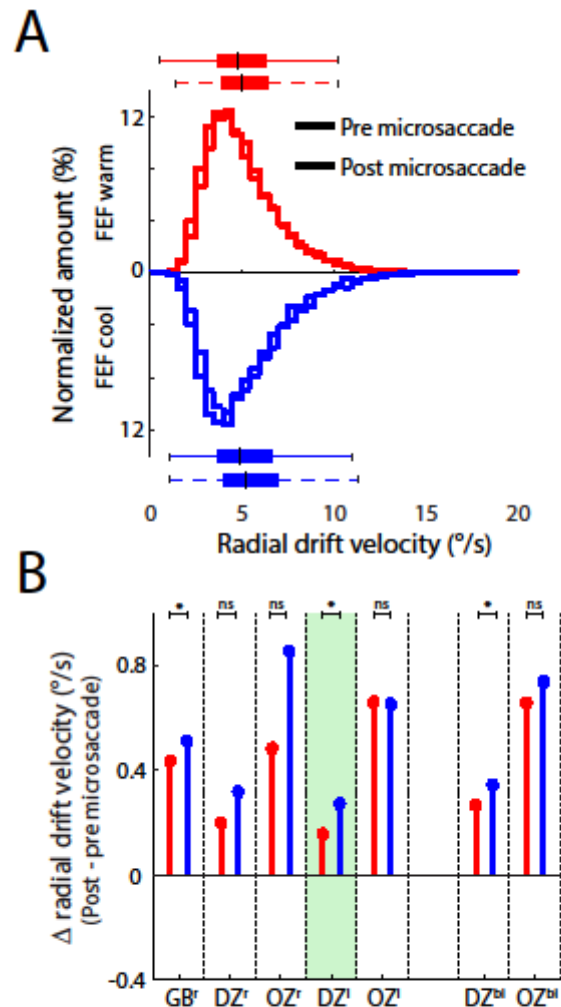 A
12
Pre microsaccade
Post microsaccade
Normalized amount (%)
FEF warm
0
FEF cool
12
0 5 10 15 20
Radial drift velocity (°/s)
B
* ns ns * ns * ns
0.8
0.4
0
-0.4
Δ radial drift velocity (°/s)
(Post - pre microsaccade)
GBʳ DZʳ OZʳ DZˡ OZˡ DZᵇⁱ OZᵇⁱ